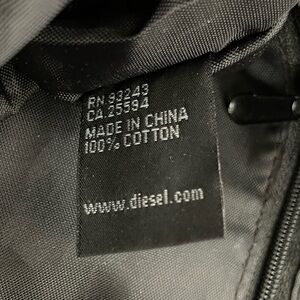 RN.93243
CA.25594
MADE IN CHINA
100% COTTON
www.diesel.com